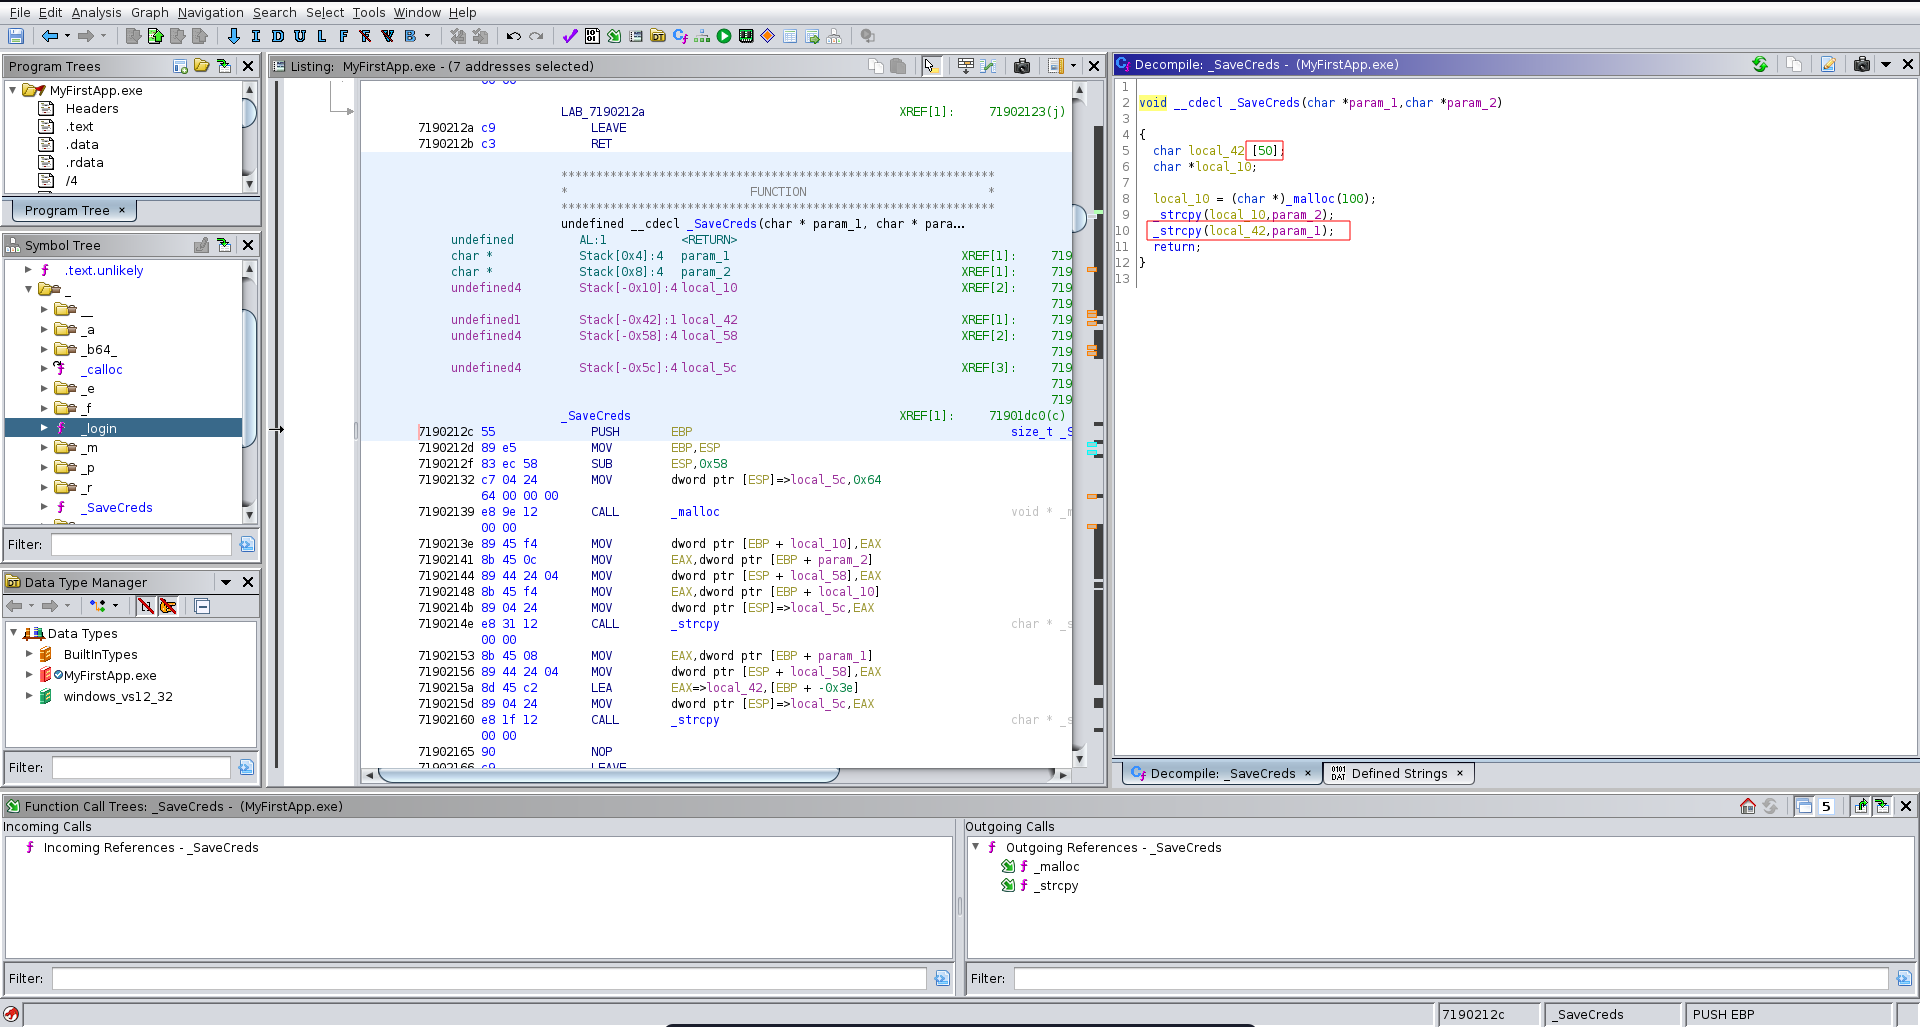 File Edit Analysis Graph Navigation Search Select Tools Window Help
I D U L F B
Program Trees
MyFirstApp.exe
Headers
.text
.data
.rdata
/4
Program Tree ×
Symbol Tree
.text.unlikely
_
__
_a
_b64_
_calloc
_e
_f
_login
_m
_p
_r
_SaveCreds
Filter:
Data Type Manager
Data Types
BuiltInTypes
MyFirstApp.exe
windows_vs12_32
Filter:
Listing: MyFirstApp.exe - (7 addresses selected)
00 00
LAB_7190212a XREF[1]: 71902123(j)
7190212a c9 LEAVE
7190212b c3 RET
**************************************************************
* FUNCTION *
**************************************************************
undefined __cdecl _SaveCreds(char * param_1, char * para...
undefined AL:1 <RETURN>
char * Stack[0x4]:4 param_1 XREF[1]: 719
char * Stack[0x8]:4 param_2 XREF[1]: 719
undefined4 Stack[-0x10]:4 local_10 XREF[2]: 719
719
undefined1 Stack[-0x42]:1 local_42 XREF[1]: 719
undefined4 Stack[-0x58]:4 local_58 XREF[2]: 719
719
undefined4 Stack[-0x5c]:4 local_5c XREF[3]: 719
719
719
_SaveCreds XREF[1]: 71901dc0(c)
7190212c 55 PUSH EBP size_t _S
7190212d 89 e5 MOV EBP,ESP
7190212f 83 ec 58 SUB ESP,0x58
71902132 c7 04 24 MOV dword ptr [ESP]=>local_5c,0x64
64 00 00 00
71902139 e8 9e 12 CALL _malloc void * _m
00 00
7190213e 89 45 f4 MOV dword ptr [EBP + local_10],EAX
71902141 8b 45 0c MOV EAX,dword ptr [EBP + param_2]
71902144 89 44 24 04 MOV dword ptr [ESP + local_58],EAX
71902148 8b 45 f4 MOV EAX,dword ptr [EBP + local_10]
7190214b 89 04 24 MOV dword ptr [ESP]=>local_5c,EAX
7190214e e8 31 12 CALL _strcpy char * _s
00 00
71902153 8b 45 08 MOV EAX,dword ptr [EBP + param_1]
71902156 89 44 24 04 MOV dword ptr [ESP + local_58],EAX
7190215a 8d 45 c2 LEA EAX=>local_42,[EBP + -0x3e]
7190215d 89 04 24 MOV dword ptr [ESP]=>local_5c,EAX
71902160 e8 1f 12 CALL _strcpy char * _s
00 00
71902165 90 NOP
71902166 c9 LEAVE
Decompile: _SaveCreds - (MyFirstApp.exe)
1
2 void __cdecl _SaveCreds(char *param_1,char *param_2)
3
4 {
5 char local_42 [50];
6 char *local_10;
7
8 local_10 = (char *)_malloc(100);
9 _strcpy(local_10,param_2);
10 _strcpy(local_42,param_1);
11 return;
12 }
13
Decompile: _SaveCreds × Defined Strings ×
Function Call Trees: _SaveCreds - (MyFirstApp.exe) 5
Incoming Calls
Incoming References - _SaveCreds
Filter:
Outgoing Calls
Outgoing References - _SaveCreds
_malloc
_strcpy
Filter:
7190212c _SaveCreds PUSH EBP